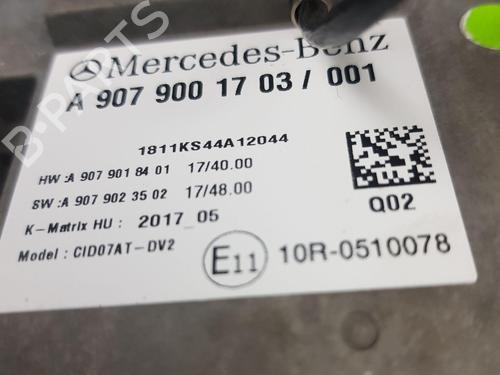 Mercedes-Benz
A 907 900 17 03 / 001
1811KS44A12044
HW :A 907 901 84 01 17/40.00
SW :A 907 902 35 02 17/48.00
K-Matrix HU : 2017_05
Model : CID07AT-DV2
Q02
E11 10R-0510078
B-PARTS